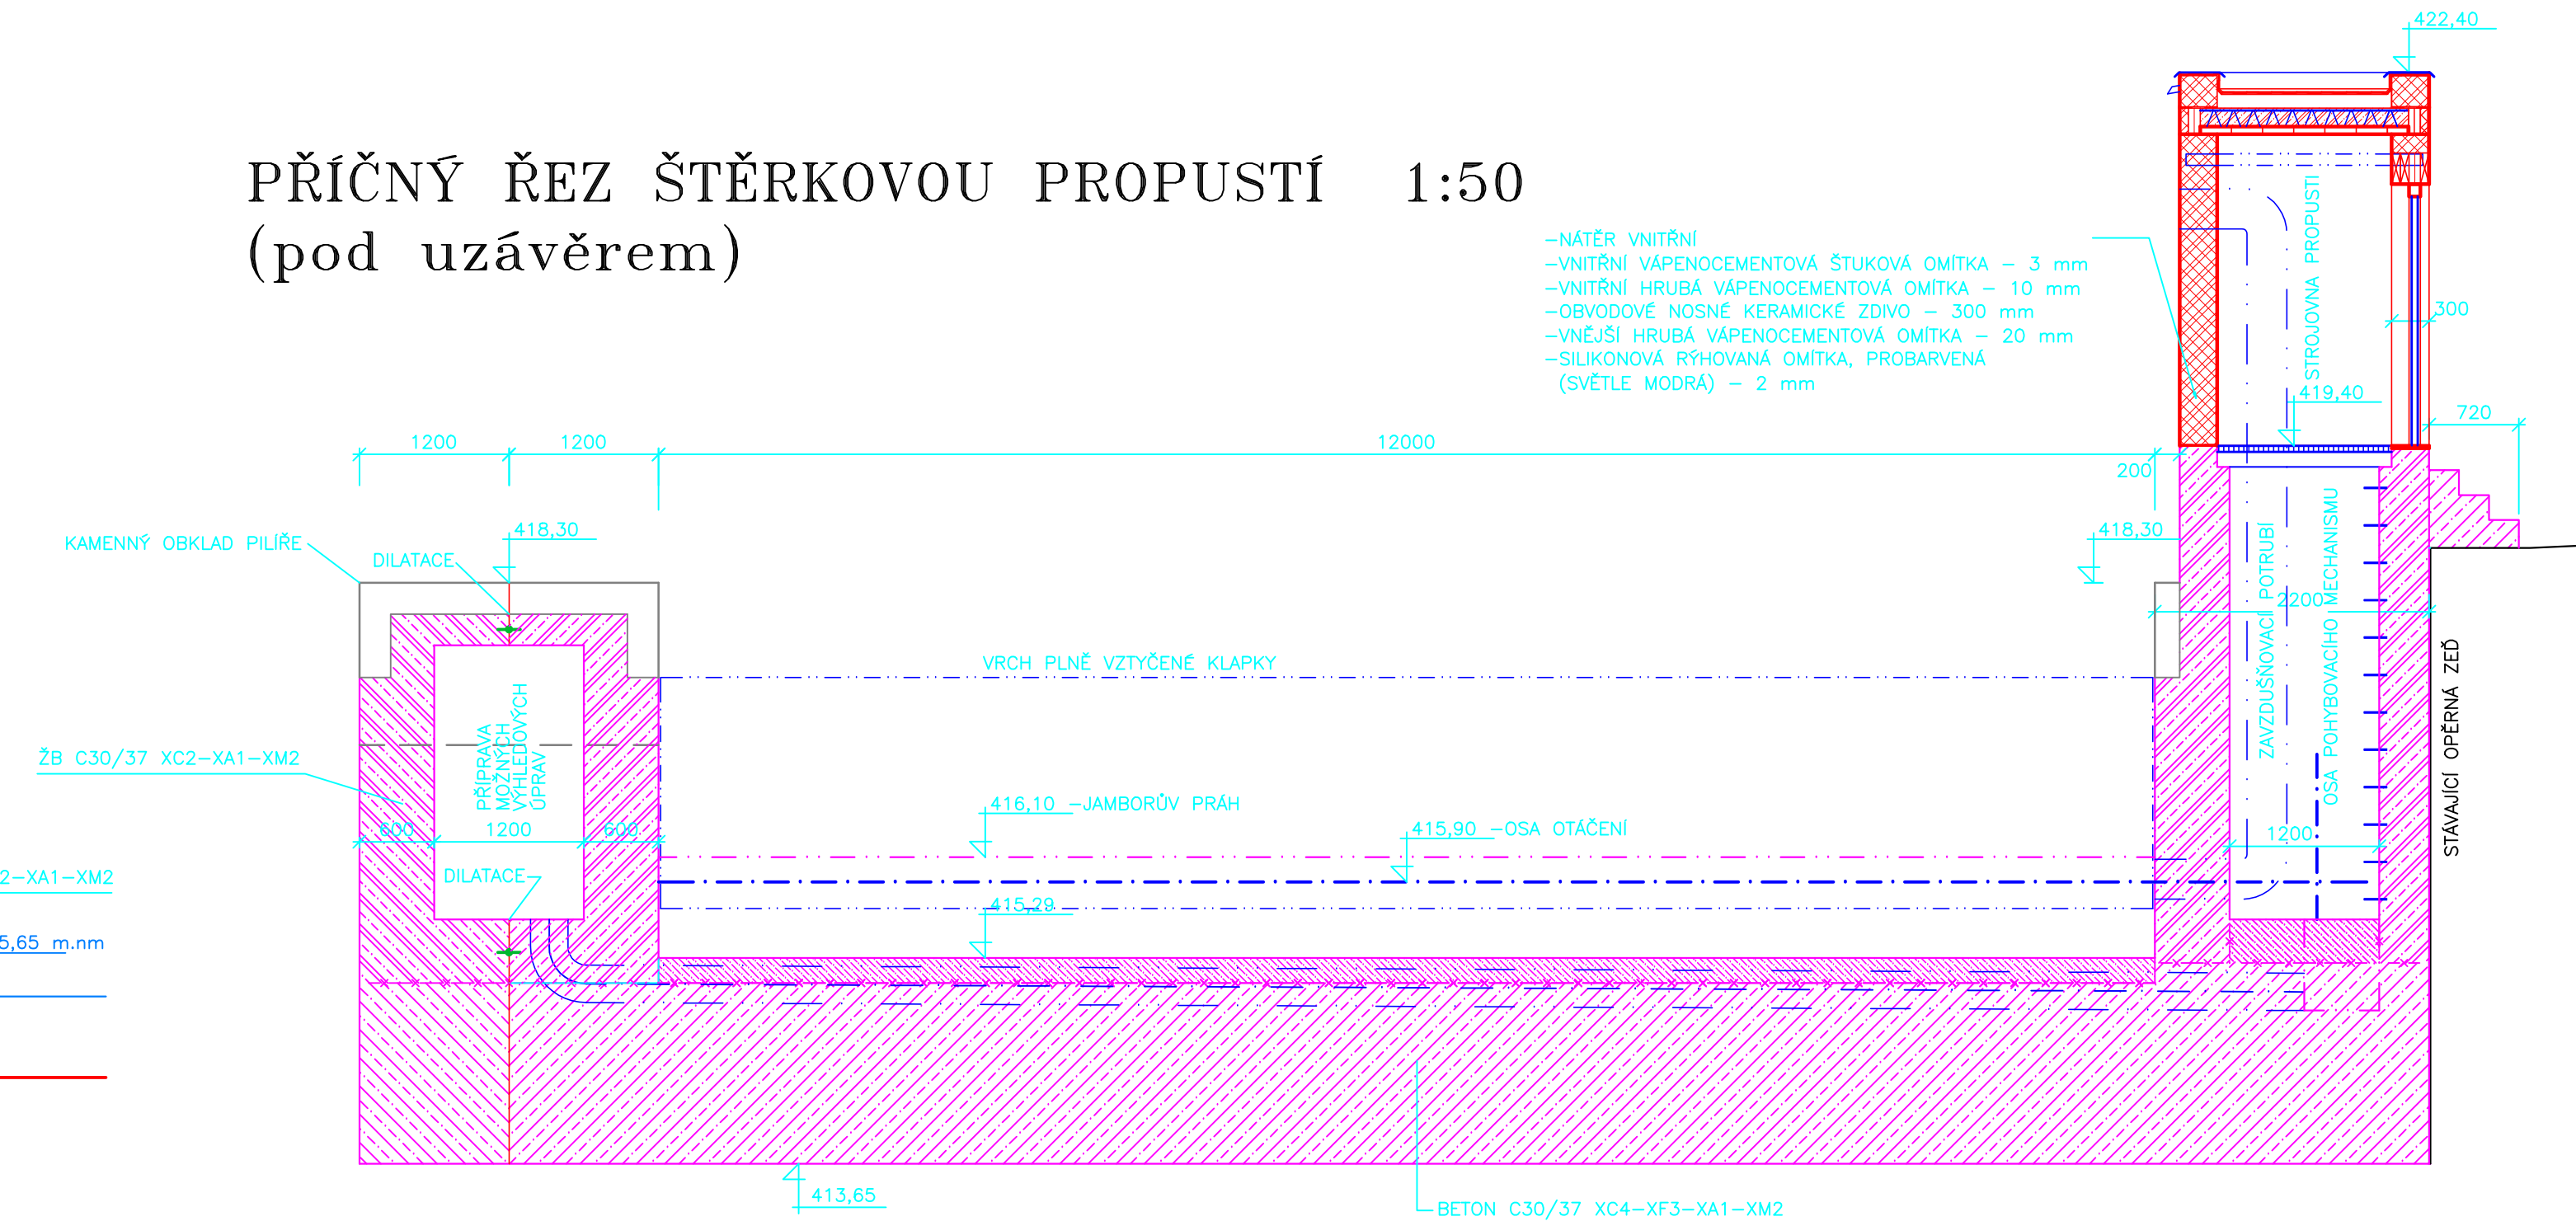 422,40
PŘÍČNÝ ŘEZ ŠTĚRKOVOU PROPUSTÍ 1:50
(pod uzávěrem)
–NÁTĚR VNITŘNÍ
–VNITŘNÍ VÁPENOCEMENTOVÁ ŠTUKOVÁ OMÍTKA – 3 mm
–VNITŘNÍ HRUBÁ VÁPENOCEMENTOVÁ OMÍTKA – 10 mm
–OBVODOVÉ NOSNÉ KERAMICKÉ ZDIVO – 300 mm
–VNĚJŠÍ HRUBÁ VÁPENOCEMENTOVÁ OMÍTKA – 20 mm
–SILIKONOVÁ RÝHOVANÁ OMÍTKA, PROBARVENÁ
(SVĚTLE MODRÁ) – 2 mm
STROJOVNA PROPUSTI
300
419,40
720
1200
1200
12000
200
KAMENNÝ OBKLAD PILÍŘE
DILATACE
418,30
418,30
ZAVZDUŠŇOVACÍ POTRUBÍ
OSA POHYBOVACÍHO MECHANISMU
2200
STÁVAJÍCÍ OPĚRNÁ ZEĎ
VRCH PLNĚ VZTYČENÉ KLAPKY
PŘÍPRAVA
MOŽNÝCH
VÝHLEDOVÝCH
ÚPRAV
ŽB C30/37 XC2–XA1–XM2
416,10 –JAMBORŮV PRÁH
415,90 –OSA OTÁČENÍ
600
1200
600
1200
DILATACE
2–XA1–XM2
415,29
5,65 m.nm
413,65
BETON C30/37 XC4–XF3–XA1–XM2